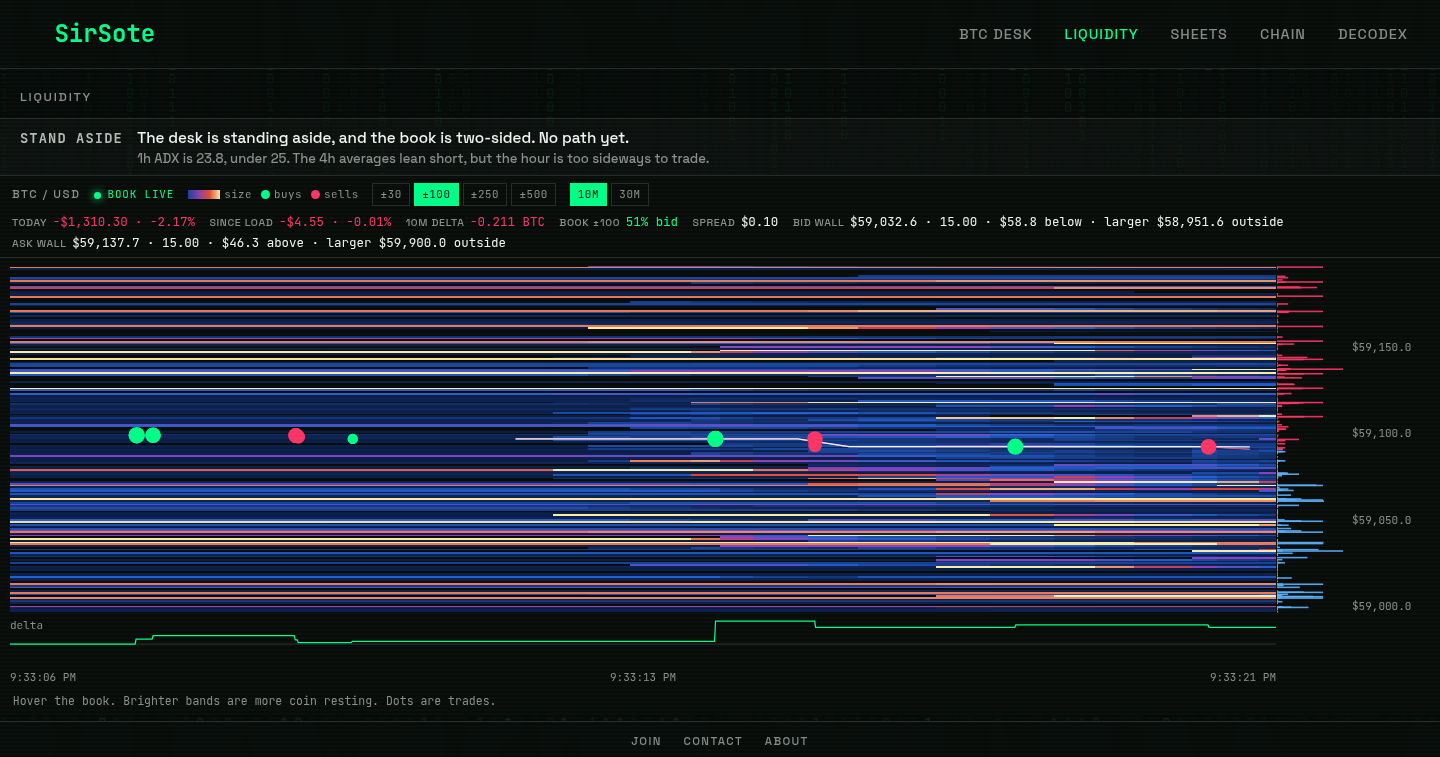 SirSote
BTC DESK LIQUIDITY SHEETS CHAIN DECODEX
LIQUIDITY
STAND ASIDE The desk is standing aside, and the book is two-sided. No path yet.
1h ADX is 23.8, under 25. The 4h averages lean short, but the hour is too sideways to trade.
BTC / USD BOOK LIVE size buys sells ±30 ±100 ±250 ±500 10M 30M
TODAY -$1,310.30 · -2.17% SINCE LOAD -$4.55 · -0.01% 10M DELTA -0.211 BTC BOOK ±100 51% bid SPREAD $0.10 BID WALL $59,032.6 · 15.00 · $58.8 below · larger $58,951.6 outside
ASK WALL $59,137.7 · 15.00 · $46.3 above · larger $59,900.0 outside
$59,150.0
$59,100.0
$59,050.0
$59,000.0
delta
9:33:06 PM 9:33:13 PM 9:33:21 PM
Hover the book. Brighter bands are more coin resting. Dots are trades.
JOIN CONTACT ABOUT